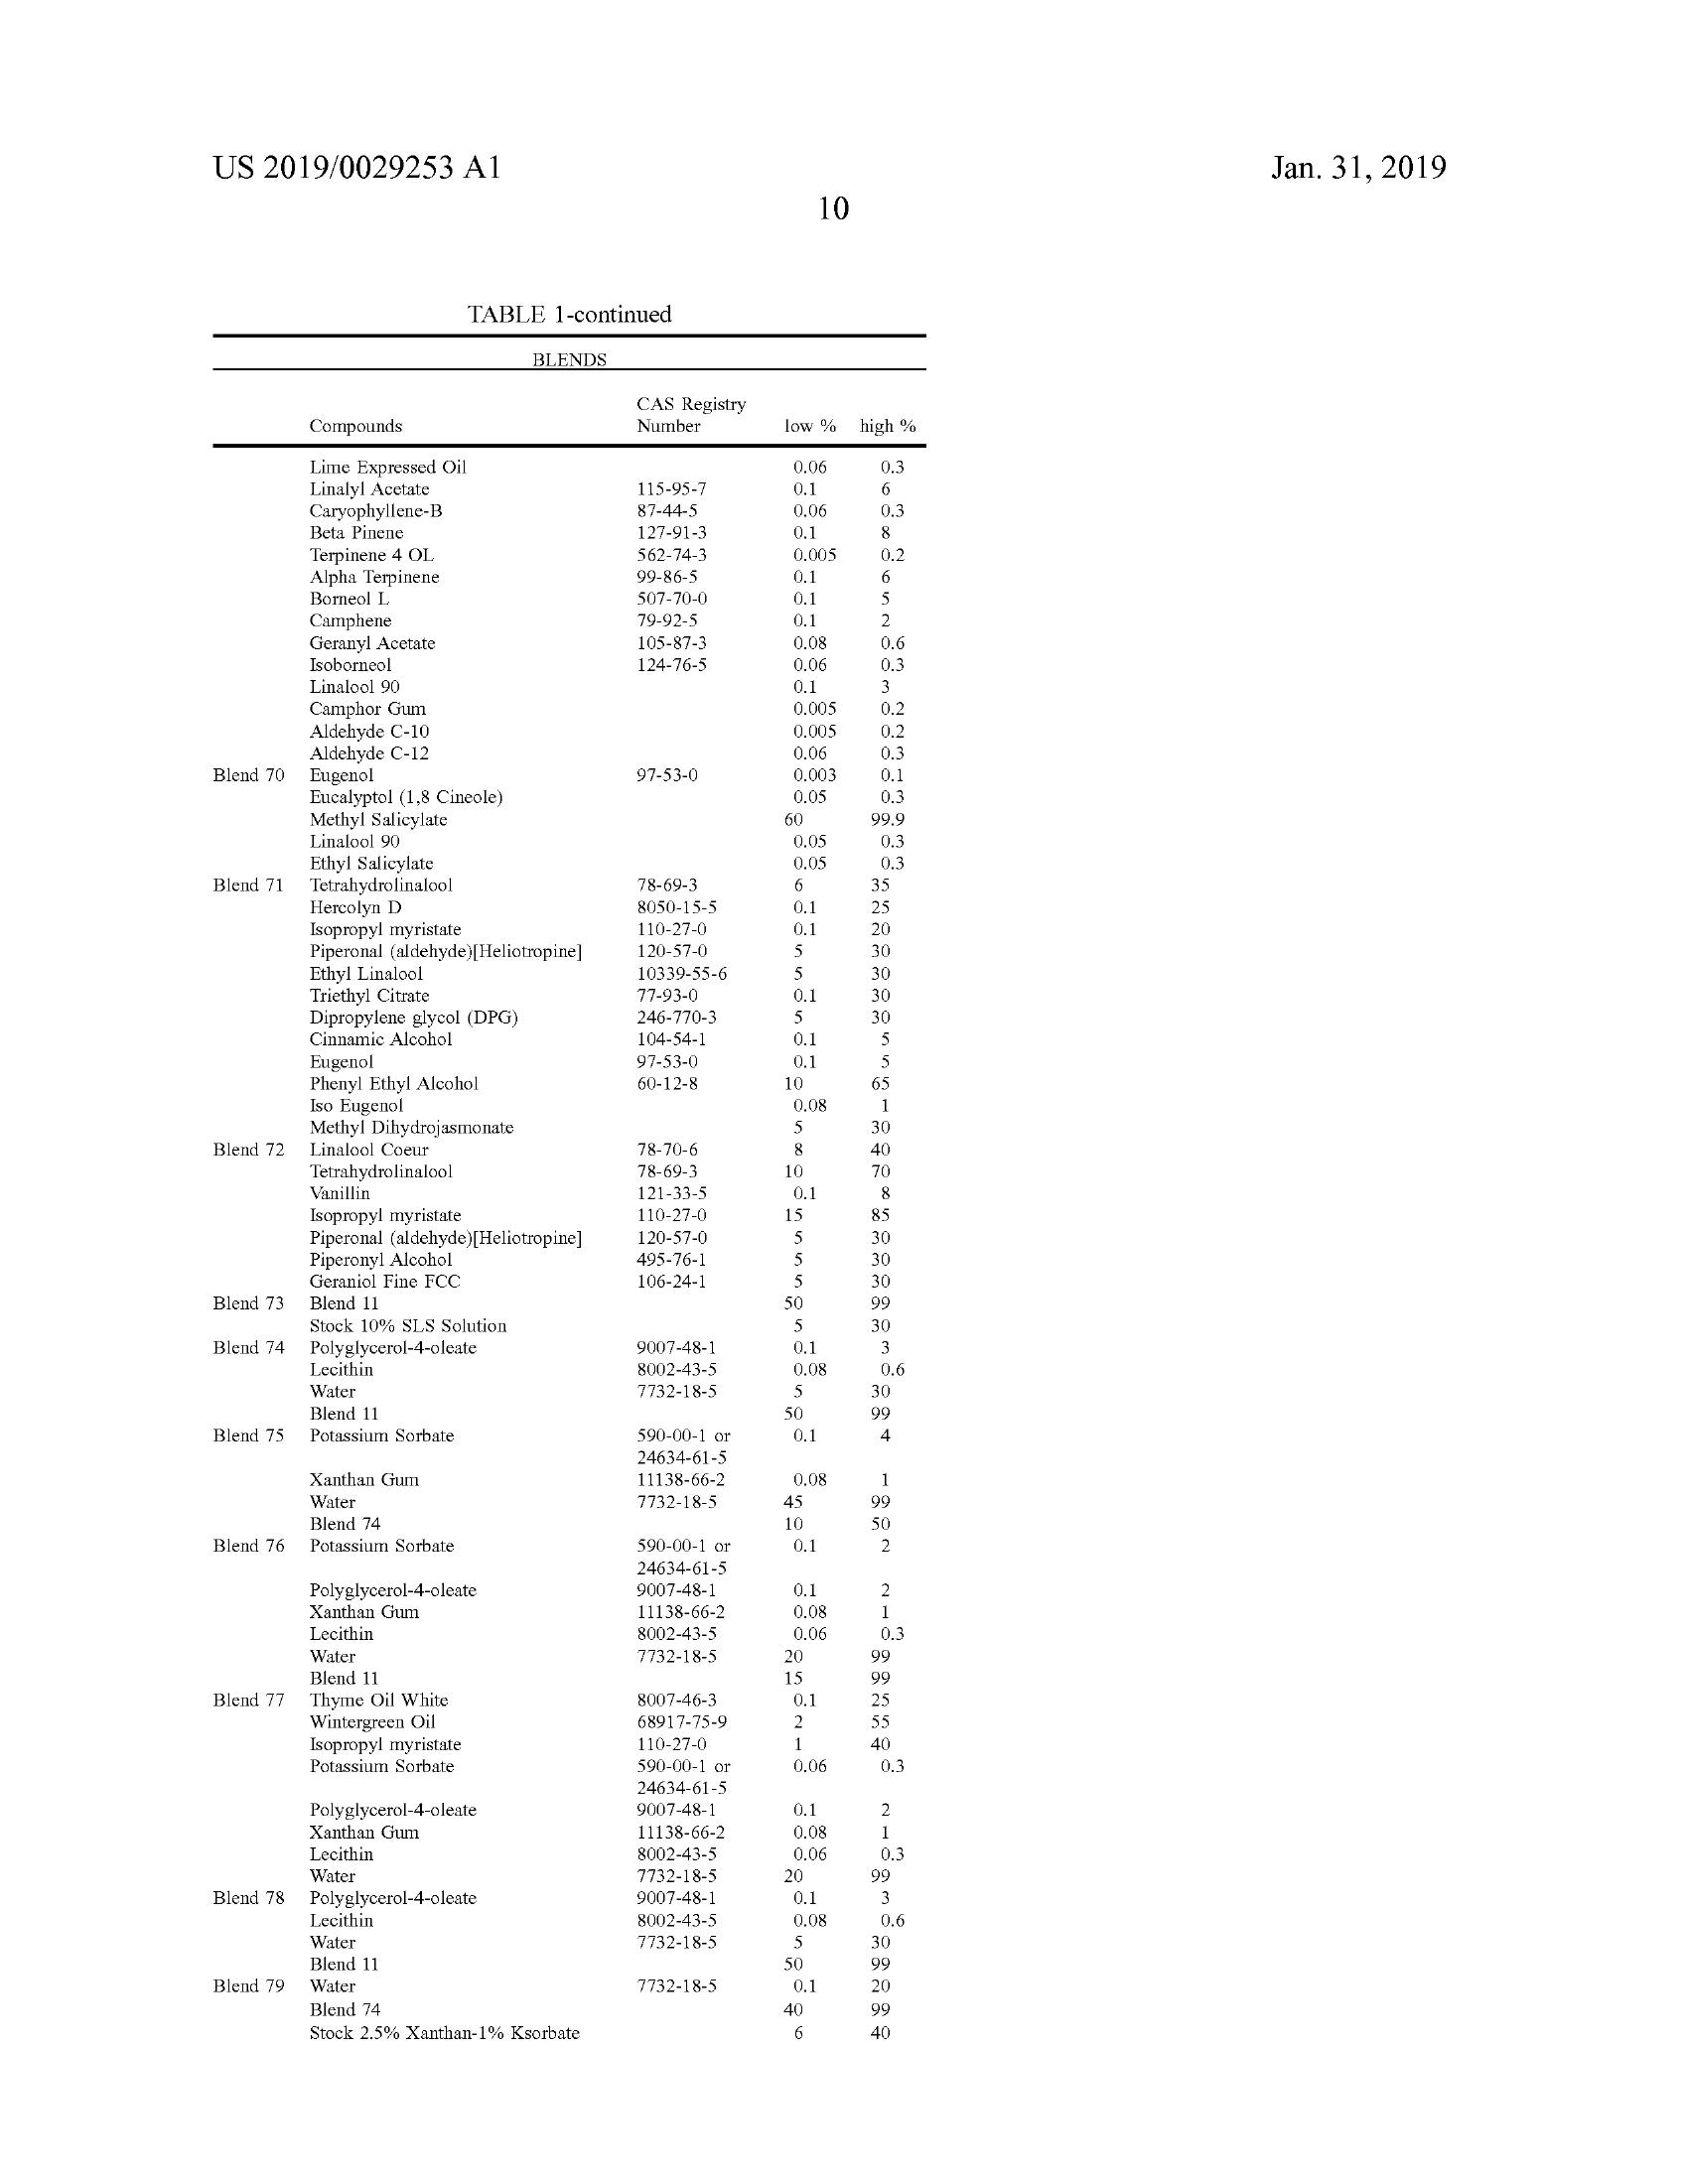 US 2019/0029253 A1 Jan. 31, 2019
10
TABLE 1-continued
BLENDS
CAS Registry
Compounds Number low % high %
Lime Expressed Oil 0.06 0.3
Linalyl Acetate 115-95-7 0.1 6
Caryophyllene-B 87-44-5 0.06 0.3
Beta Pinene 127-91-3 0.1 8
Terpinene 4 OL 562-74-3 0.005 0.2
Alpha Terpinene 99-86-5 0.1 6
Borneol L 507-70-0 0.1 5
Camphene 79-92-5 0.1 2
Geranyl Acetate 105-87-3 0.08 0.6
Isoborneol 124-76-5 0.06 0.3
Linalool 90 0.1 3
Camphor Gum 0.005 0.2
Aldehyde C-10 0.005 0.2
Aldehyde C-12 0.06 0.3
Blend 70 Eugenol 97-53-0 0.003 0.1
Eucalyptol (1,8 Cineole) 0.05 0.3
Methyl Salicylate 60 99.9
Linalool 90 0.05 0.3
Ethyl Salicylate 0.05 0.3
Blend 71 Tetrahydrolinalool 78-69-3 6 35
Hercolyn D 8050-15-5 0.1 25
Isopropyl myristate 110-27-0 0.1 20
Piperonal (aldehyde)[Heliotropine] 120-57-0 5 30
Ethyl Linalool 10339-55-6 5 30
Triethyl Citrate 77-93-0 0.1 30
Dipropylene glycol (DPG) 246-770-3 5 30
Cinnamic Alcohol 104-54-1 0.1 5
Eugenol 97-53-0 0.1 5
Phenyl Ethyl Alcohol 60-12-8 10 65
Iso Eugenol 0.08 1
Methyl Dihydrojasmonate 5 30
Blend 72 Linalool Coeur 78-70-6 8 40
Tetrahydrolinalool 78-69-3 10 70
Vanillin 121-33-5 0.1 8
Isopropyl myristate 110-27-0 15 85
Piperonal (aldehyde)[Heliotropine] 120-57-0 5 30
Piperonyl Alcohol 495-76-1 5 30
Geraniol Fine FCC 106-24-1 5 30
Blend 73 Blend 11 50 99
Stock 10% SLS Solution 5 30
Blend 74 Polyglycerol-4-oleate 9007-48-1 0.1 3
Lecithin 8002-43-5 0.08 0.6
Water 7732-18-5 5 30
Blend 11 50 99
Blend 75 Potassium Sorbate 590-00-1 or 0.1 4
24634-61-5
Xanthan Gum 11138-66-2 0.08 1
Water 7732-18-5 45 99
Blend 74 10 50
Blend 76 Potassium Sorbate 590-00-1 or 0.1 2
24634-61-5
Polyglycerol-4-oleate 9007-48-1 0.1 2
Xanthan Gum 11138-66-2 0.08 1
Lecithin 8002-43-5 0.06 0.3
Water 7732-18-5 20 99
Blend 11 15 99
Blend 77 Thyme Oil White 8007-46-3 0.1 25
Wintergreen Oil 68917-75-9 2 55
Isopropyl myristate 110-27-0 1 40
Potassium Sorbate 590-00-1 or 0.06 0.3
24634-61-5
Polyglycerol-4-oleate 9007-48-1 0.1 2
Xanthan Gum 11138-66-2 0.08 1
Lecithin 8002-43-5 0.06 0.3
Water 7732-18-5 20 99
Blend 78 Polyglycerol-4-oleate 9007-48-1 0.1 3
Lecithin 8002-43-5 0.08 0.6
Water 7732-18-5 5 30
Blend 11 50 99
Blend 79 Water 7732-18-5 0.1 20
Blend 74 40 99
Stock 2.5% Xanthan-1% Ksorbate 6 40